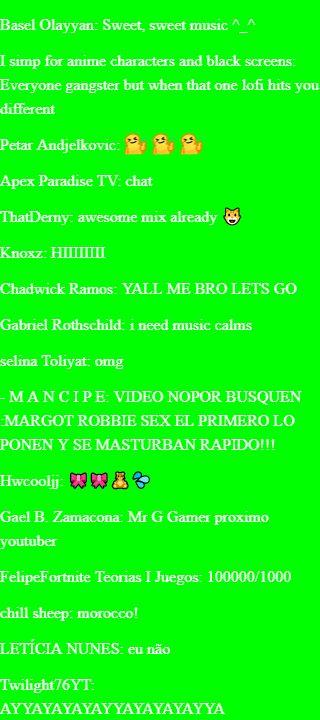 Basel Olayyan: Sweet, sweet music ^_^
I simp for anime characters and black screens:
Everyone gangster but when that one lofi hits you
different
Petar Andjelkovic: 
Apex Paradise TV: chat
ThatDerny: awesome mix already
Knoxz: HIIIIIIII
Chadwick Ramos: YALL ME BRO LETS GO
Gabriel Rothschild: i need music calms
selina Toliyat: omg
- M A N C I P E: VIDEO NOPOR BUSQUEN
:MARGOT ROBBIE SEX EL PRIMERO LO
PONEN Y SE MASTURBAN RAPIDO!!!
Hwcooljj: 🎀🎀🧸💦
Gael B. Zamacona: Mr G Gamer proximo
youtuber
FelipeFortnite Teorias I Juegos: 100000/1000
chill sheep: morocco!
LETÍCIA NUNES: eu não
Twilight76YT:
AYYAYAYAYAYYAYAYAYAYYA